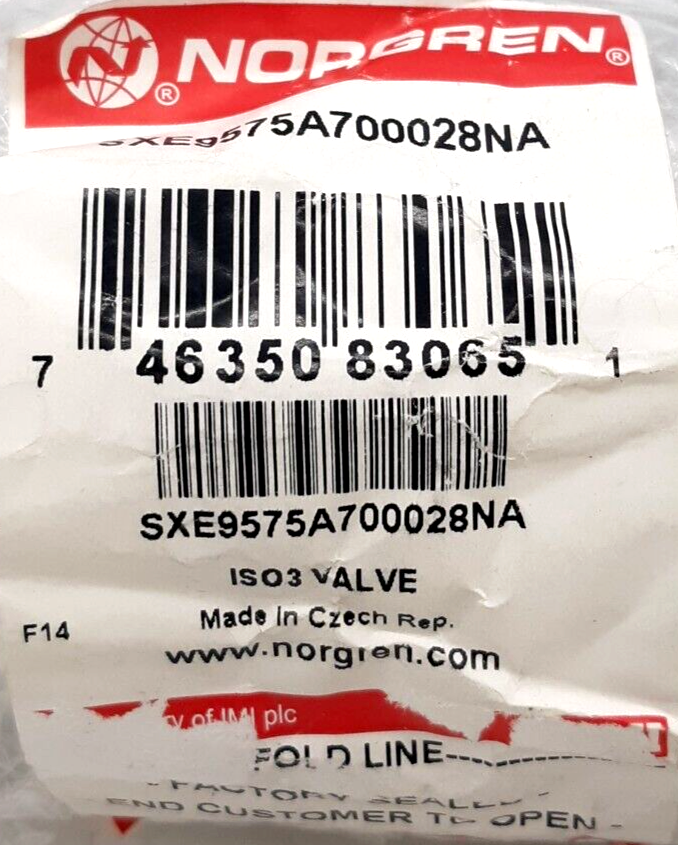 NORGREN®
SXE9575A700028NA
7 46350 83065 1
SXE9575A700028NA
ISO3 VALVE
Made In Czech Rep.
F14
www.norgren.com
of IMI plc
FOLD LINE
- FACTORY SEALED -
END CUSTOMER TO OPEN -